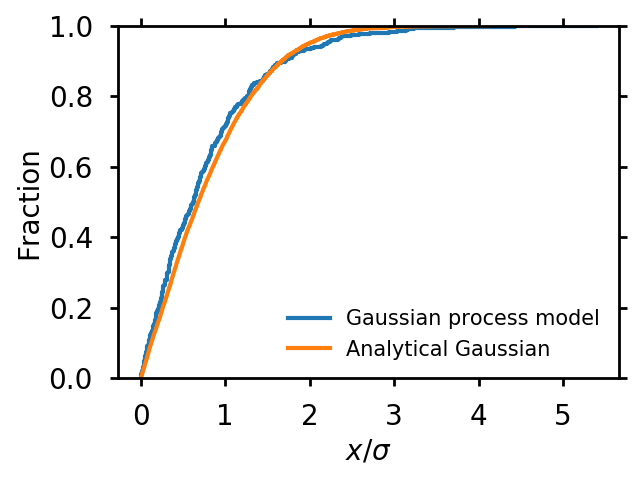 1.0
0.8
0.6
0.4
0.2
0.0
Fraction
Gaussian process model
Analytical Gaussian
0 1 2 3 4 5
x/σ